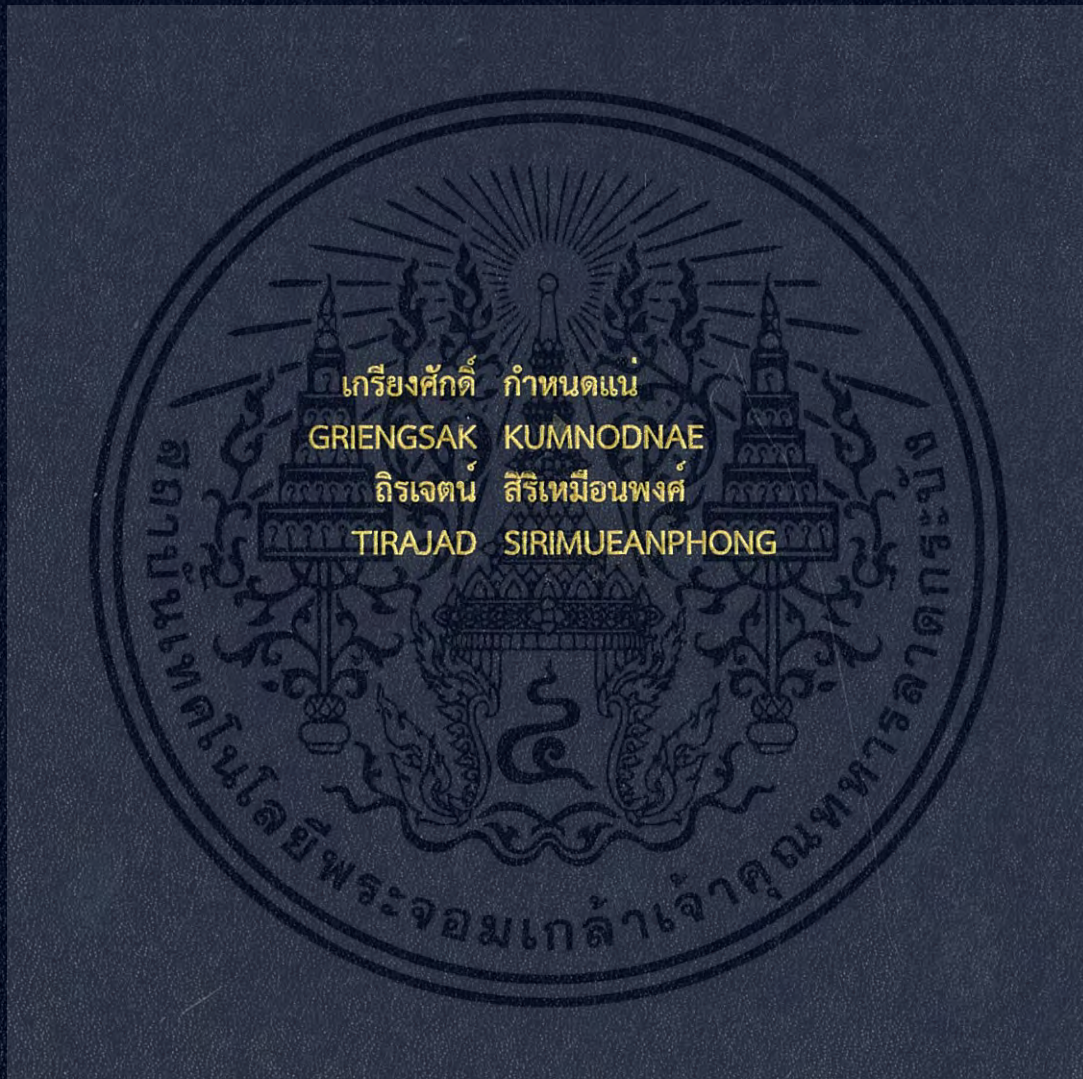 เกรียงศักดิ์ กำหนดแน่
GRIENGSAK KUMNODNAE
ถิรเจตน์ สิริเหมือนพงศ์
TIRAJAD SIRIMUEANPHONG
สถาบันเทคโนโลยีพระจอมเกล้าเจ้าคุณทหารลาดกระบัง
๔